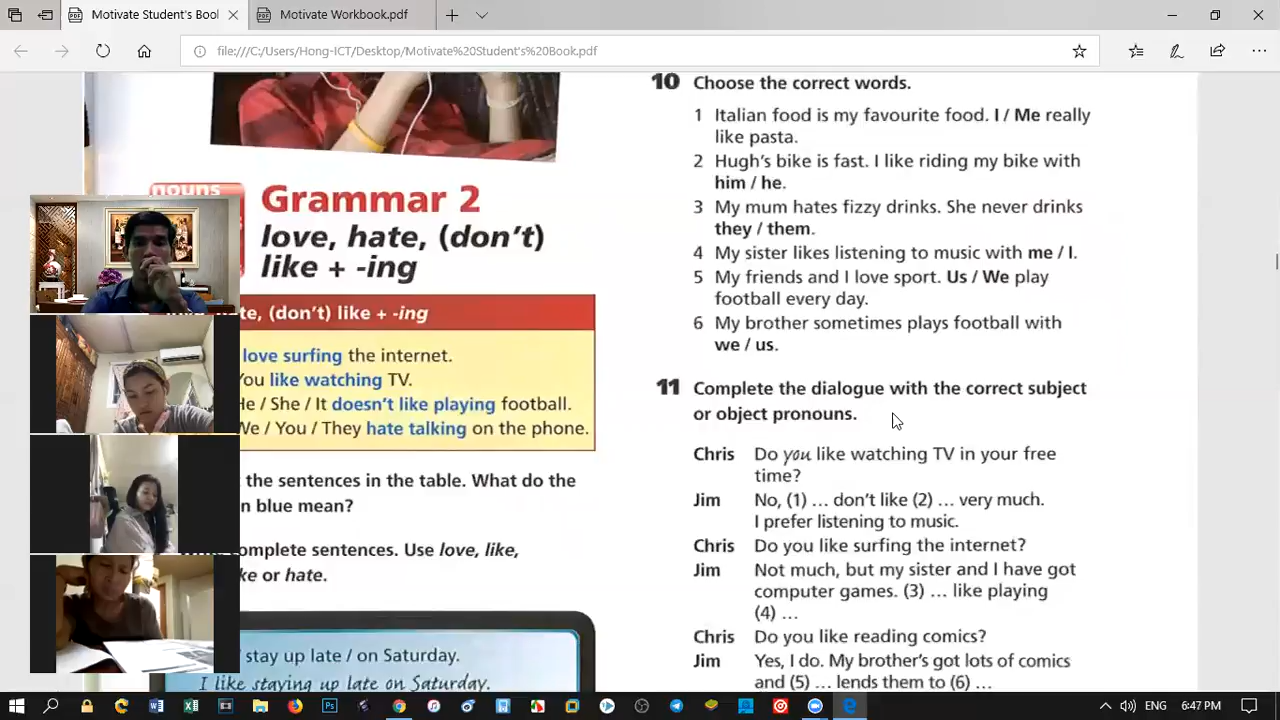 Motivate Student's Boo
Motivate Workbook.pdf
file:///C:/Users/Hong-ICT/Desktop/Motivate%20Student's%20Book.pdf
nouns
Grammar 2
love, hate, (don't)
like + -ing
te, (don't) like + -ing
love surfing the internet.
You like watching TV.
He / She / It doesn't like playing football.
We / You / They hate talking on the phone.
the sentences in the table. What do the
n blue mean?
omplete sentences. Use love, like,
ke or hate.
/ stay up late / on Saturday.
I like staying up late on Saturday.
10 Choose the correct words.
1 Italian food is my favourite food. I / Me really
like pasta.
2 Hugh's bike is fast. I like riding my bike with
him / he.
3 My mum hates fizzy drinks. She never drinks
they / them.
4 My sister likes listening to music with me / I.
5 My friends and I love sport. Us / We play
football every day.
6 My brother sometimes plays football with
we / us.
11 Complete the dialogue with the correct subject
or object pronouns.
Chris Do you like watching TV in your free
time?
Jim No, (1) … don't like (2) … very much.
I prefer listening to music.
Chris Do you like surfing the internet?
Jim Not much, but my sister and I have got
computer games. (3) … like playing
(4) …
Chris Do you like reading comics?
Jim Yes, I do. My brother's got lots of comics
and (5) … lends them to (6) …
ENG 6:47 PM